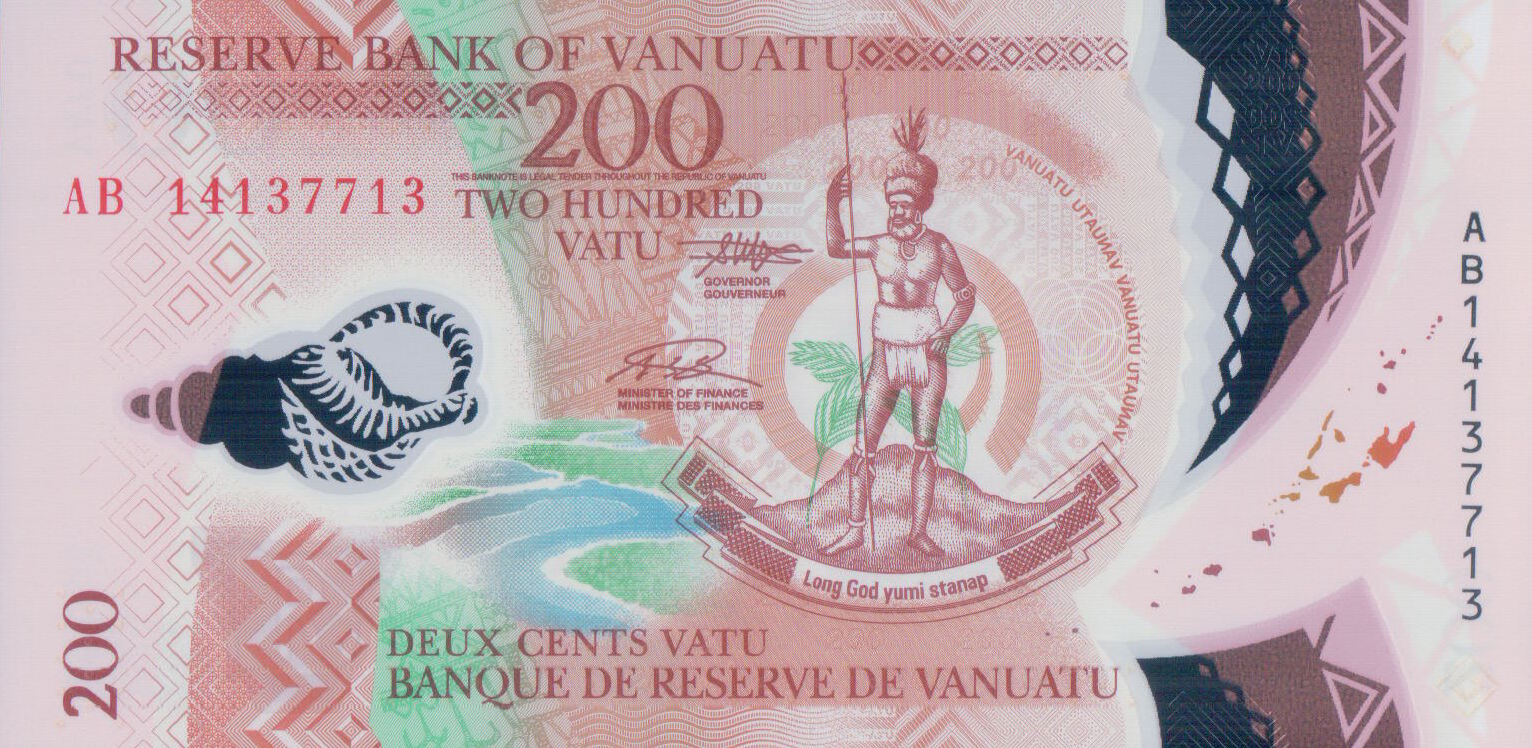 RESERVE BANK OF VANUATU
200
THIS BANKNOTE IS LEGAL TENDER THROUGHOUT THE REPUBLIC OF VANUATU
AB 14137713
TWO HUNDRED
VATU
GOVERNOR
GOUVERNEUR
MINISTER OF FINANCE
MINISTRE DES FINANCES
200 200
VANUATU UTAUNAV VANUATU UTAUNAV
Long God yumi stanap
AB14137713
200
DEUX CENTS VATU
BANQUE DE RESERVE DE VANUATU